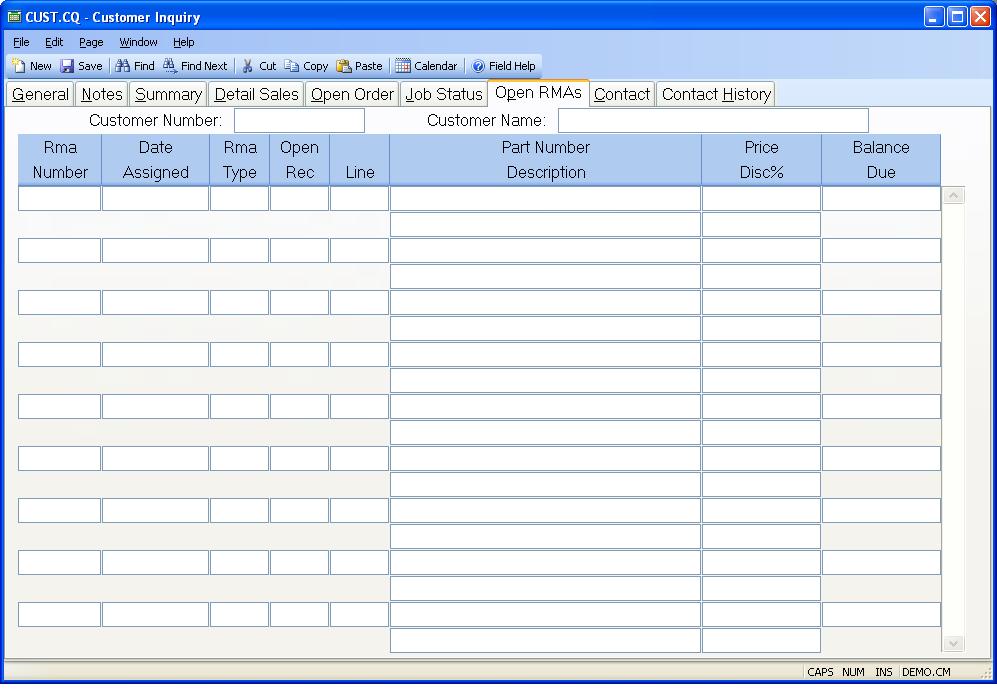 CUST.CQ - Customer Inquiry
File Edit Page Window Help
New Save Find Find Next Cut Copy Paste Calendar Field Help
General Notes Summary Detail Sales Open Order Job Status Open RMAs Contact Contact History
Customer Number: Customer Name:
Rma Date Rma Open Part Number Price Balance
Number Assigned Type Rec Line Description Disc% Due
CAPS NUM INS DEMO.CM